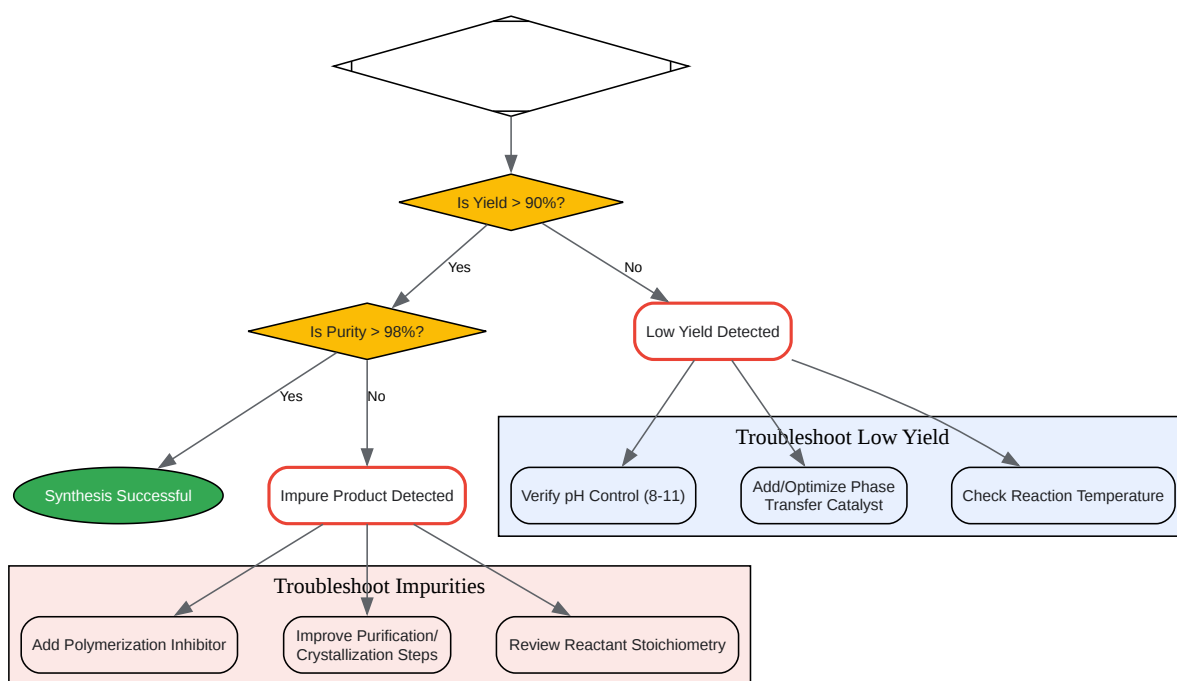 Is Yield > 90%?
Yes
No
Is Purity > 98%?
Low Yield Detected
Yes
No
Troubleshoot Low Yield
Synthesis Successful
Impure Product Detected
Verify pH Control (8-11)
Add/Optimize Phase
Transfer Catalyst
Check Reaction Temperature
Troubleshoot Impurities
Add Polymerization Inhibitor
Improve Purification/
Crystallization Steps
Review Reactant Stoichiometry